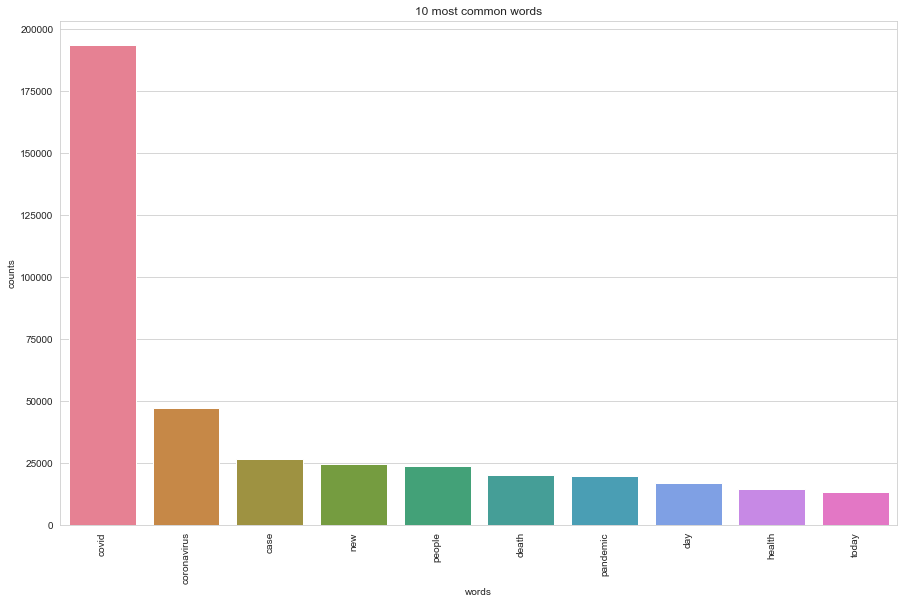 10 most common words
200000
175000
150000
125000
100000
75000
50000
25000
0
counts
covid
coronavirus
case
new
people
death
pandemic
day
health
today
words